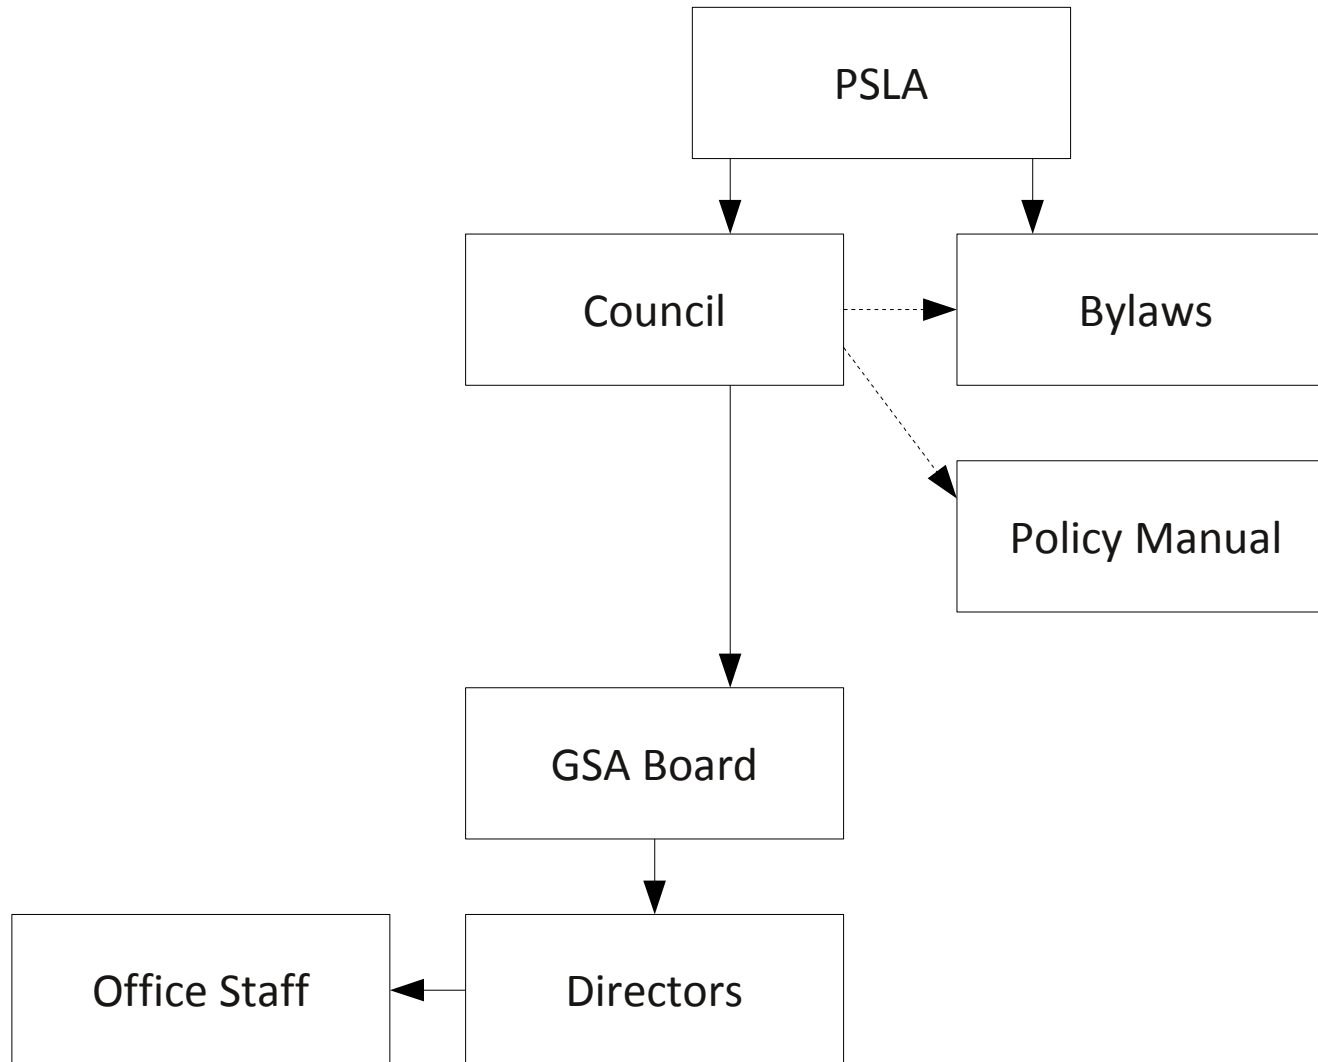 PSLA
Council
Bylaws
Policy Manual
GSA Board
Office Staff
Directors